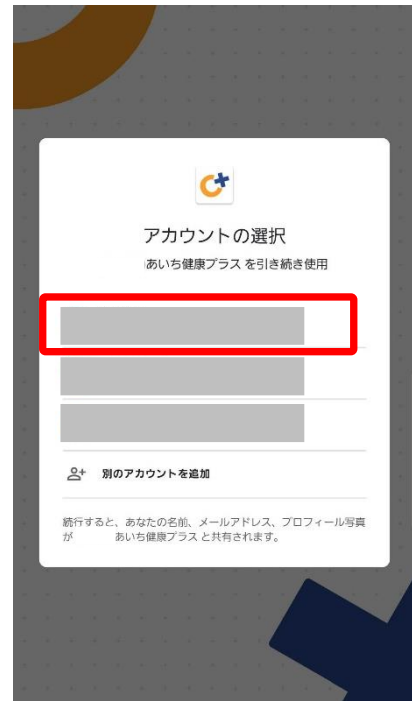 アカウントの選択
あいち健康プラス を引き続き使用
別のアカウントを追加
続行すると、あなたの名前、メールアドレス、プロフィール写真
が あいち健康プラス と共有されます。